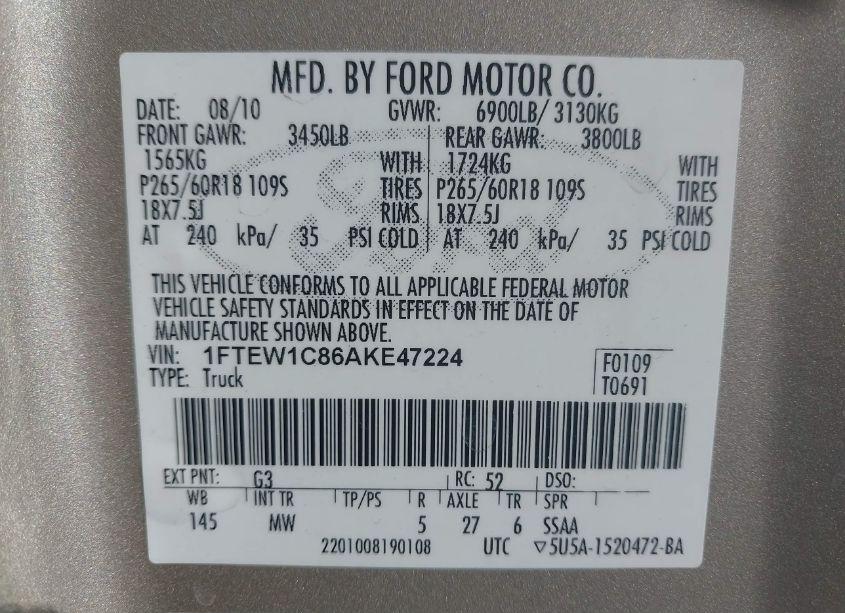 MFD. BY FORD MOTOR CO.
DATE: 08/10 GVWR: 6900LB/ 3130KG
FRONT GAWR: 3450LB REAR GAWR: 3800LB
1565KG WITH 1724KG WITH
P265/60R18 109S TIRES P265/60R18 109S TIRES
18X7.5J RIMS 18X7.5J RIMS
AT 240 kPa/ 35 PSI COLD AT 240 kPa/ 35 PSI COLD
THIS VEHICLE CONFORMS TO ALL APPLICABLE FEDERAL MOTOR
VEHICLE SAFETY STANDARDS IN EFFECT ON THE DATE OF
MANUFACTURE SHOWN ABOVE.
VIN: 1FTEW1C86AKE47224 F0109
TYPE: Truck T0691
EXT PNT: G3 RC: 52 DSO:
WB INT TR TP/PS R AXLE TR SPR
145 MW 5 27 6 SSAA
2201008190108 UTC ▽5U5A-1520472-BA